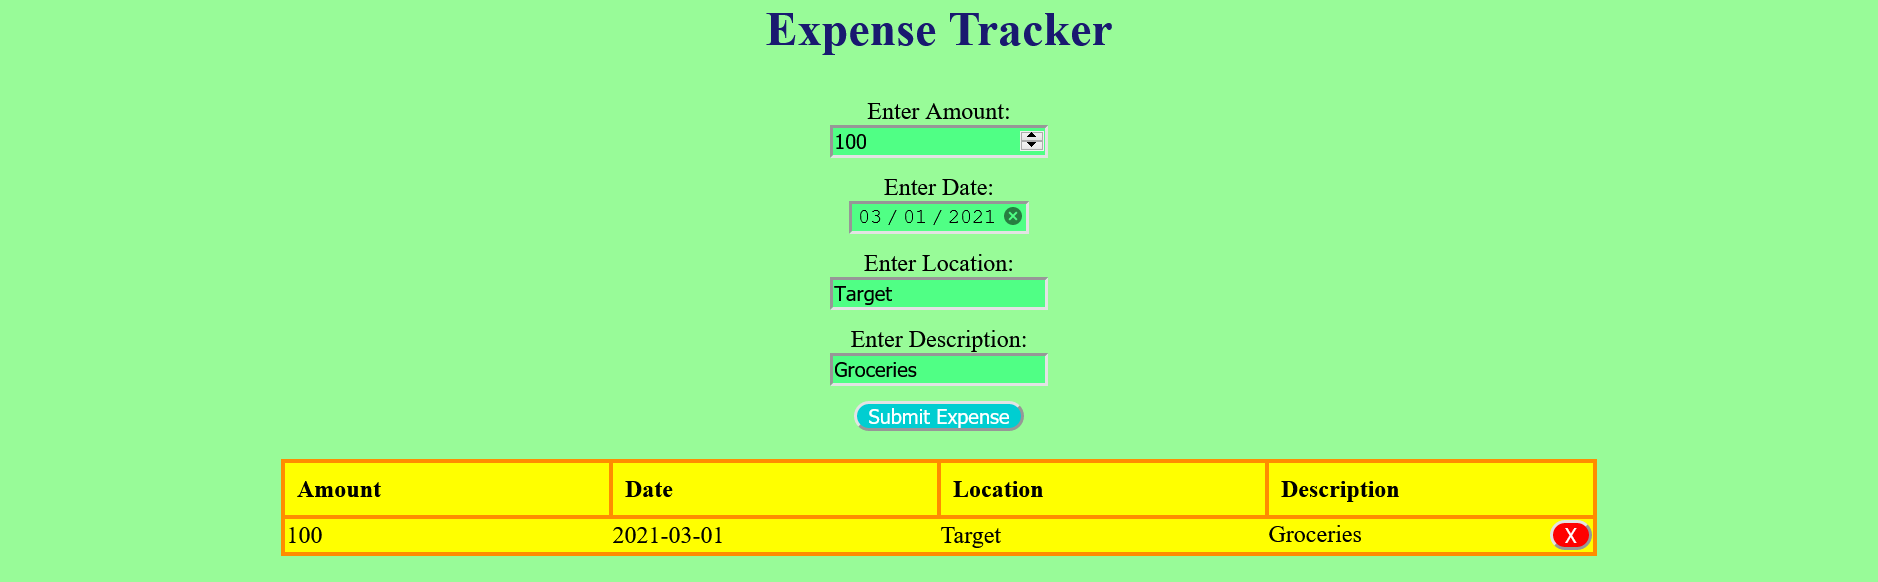 Expense Tracker
Enter Amount:
100
Enter Date:
03 / 01 / 2021
Enter Location:
Target
Enter Description:
Groceries
Submit Expense
Amount Date Location Description
100 2021-03-01 Target Groceries X